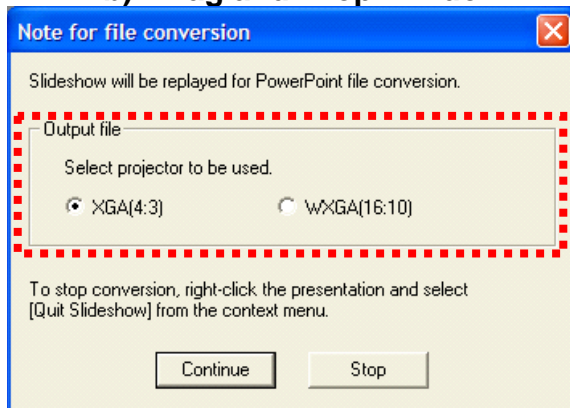 Note for file conversion
Slideshow will be replayed for PowerPoint file conversion.
Output file
Select projector to be used.
XGA(4:3) WXGA(16:10)
To stop conversion, right-click the presentation and select
[Quit Slideshow] from the context menu.
Continue Stop